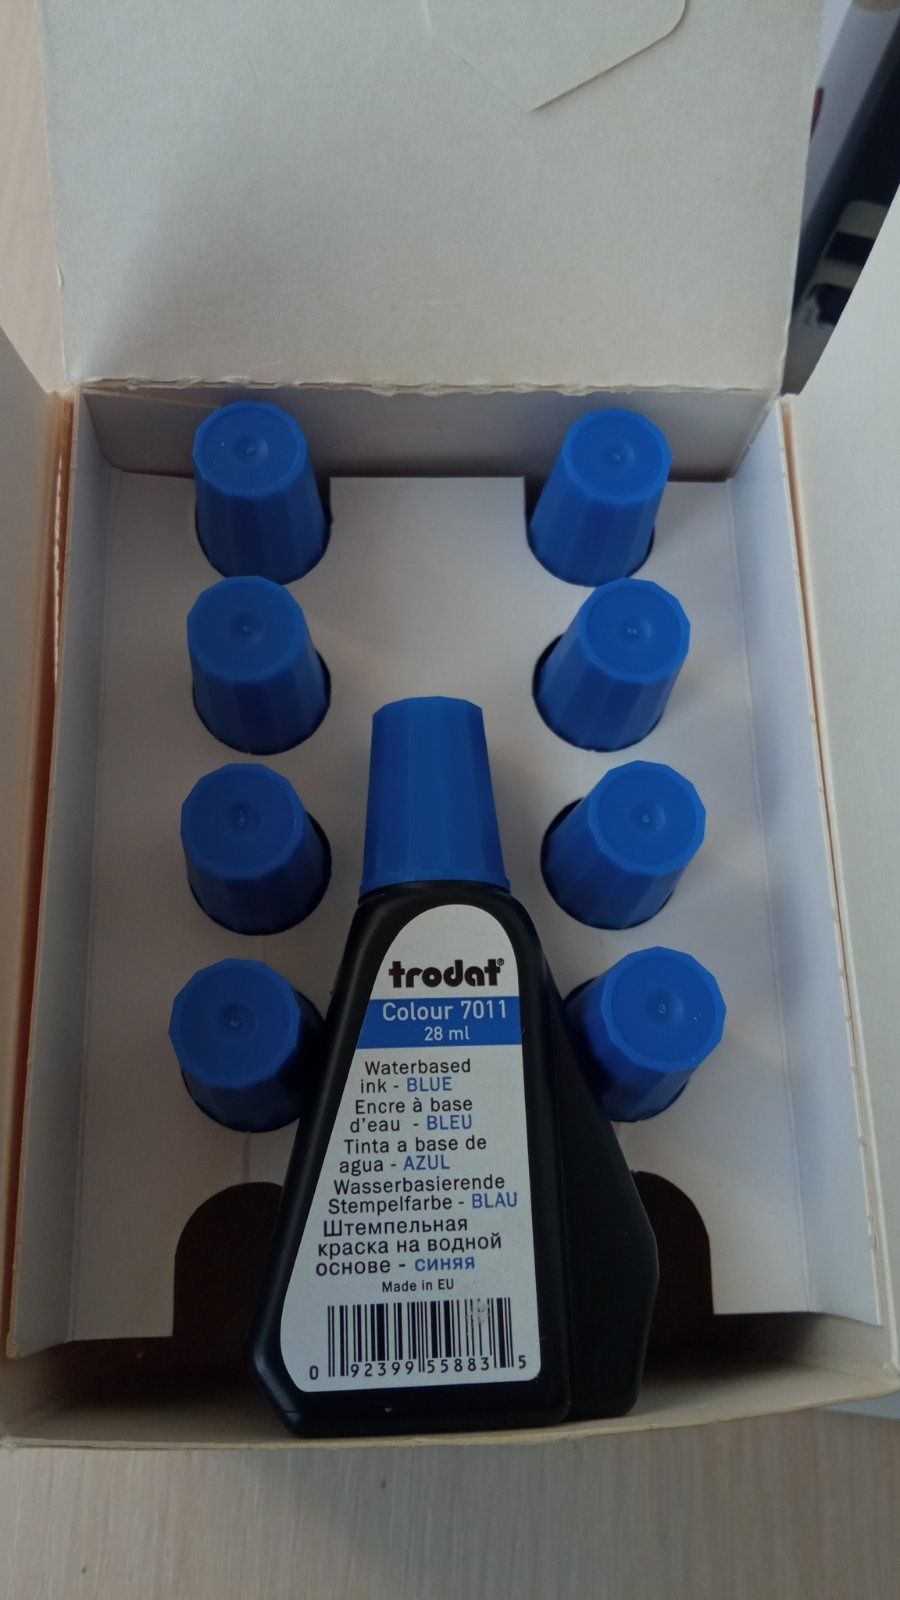 trodat®
Colour 7011
28 ml
Waterbased
ink - BLUE
Encre à base
d'eau - BLEU
Tinta a base de
agua - AZUL
Wasserbasierende
Stempelfarbe - BLAU
Штемпельная
краска на водной
основе - синяя
Made in EU
0 92399 55883 5